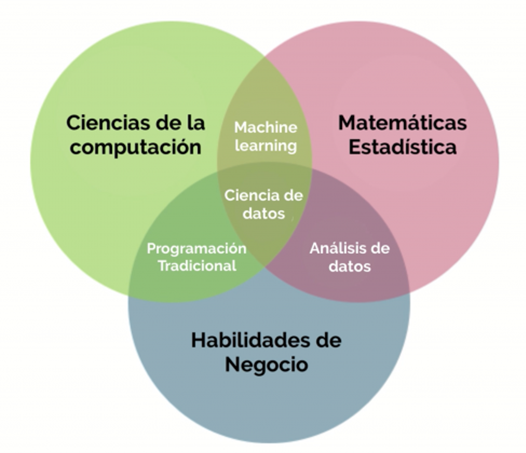 Ciencias de la
computación
Machine
learning
Matemáticas
Estadística
Ciencia de
datos
Programación
Tradicional
Análisis de
datos
Habilidades de
Negocio